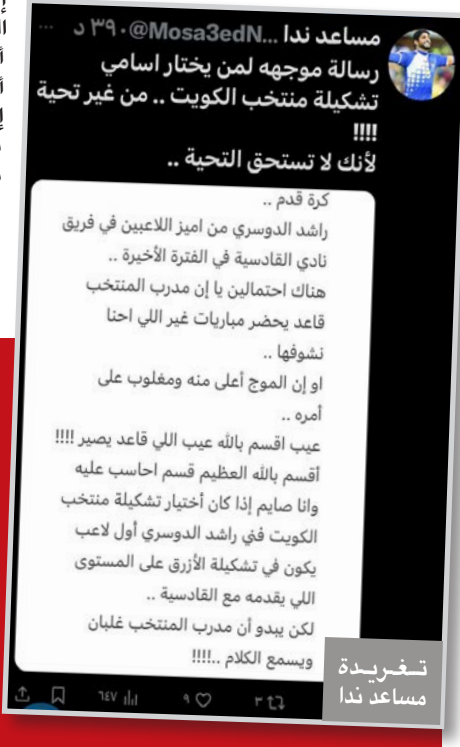 مساعد ندا ...Mosa3edN@ · ٣٩ د ...
رسالة موجهه لمن يختار اسامي
تشكيلة منتخب الكويت .. من غير تحية
!!!!
لأنك لا تستحق التحية ..
كرة قدم ..
راشد الدوسري من اميز اللاعبين في فريق
نادي القادسية في الفترة الأخيرة ..
هناك احتمالين يا إن مدرب المنتخب
قاعد يحضر مباريات غير اللي احنا
نشوفها ..
او إن الموج أعلى منه ومغلوب على
أمره ..
عيب اقسم بالله عيب اللي قاعد يصير !!!!
أقسم بالله العظيم قسم احاسب عليه
وانا صايم إذا كان أختيار تشكيلة منتخب
الكويت فني راشد الدوسري أول لاعب
يكون في تشكيلة الأزرق على المستوى
اللي يقدمه مع القادسية ..
لكن يبدو أن مدرب المنتخب غلبان
ويسمع الكلام ..!!!!
٣ ٩ ٦٤٧
تـغـريـدة
مساعد ندا